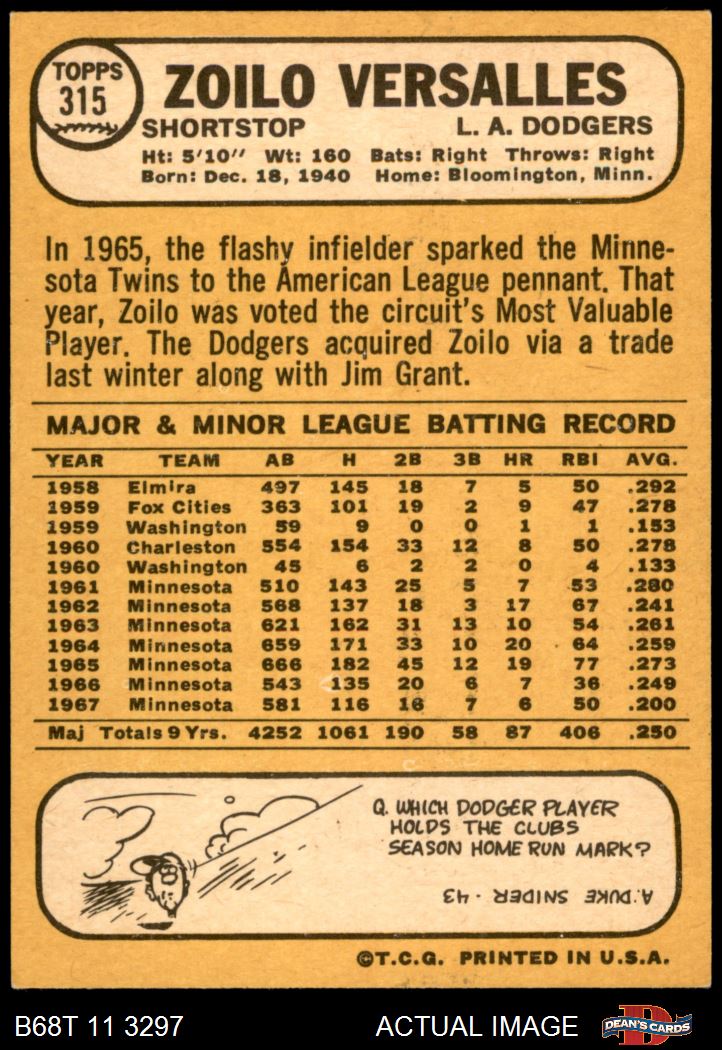 TOPPS
315
ZOILO VERSALLES
SHORTSTOP L. A. DODGERS
Ht: 5'10" Wt: 160 Bats: Right Throws: Right
Born: Dec. 18, 1940 Home: Bloomington, Minn.
In 1965, the flashy infielder sparked the Minne-
sota Twins to the American League pennant. That
year, Zoilo was voted the circuit's Most Valuable
Player. The Dodgers acquired Zoilo via a trade
last winter along with Jim Grant.
MAJOR & MINOR LEAGUE BATTING RECORD
YEAR TEAM AB H 2B 3B HR RBI AVG.
1958 Elmira 497 145 18 7 5 50 .292
1959 Fox Cities 363 101 19 2 9 47 .278
1959 Washington 59 9 0 0 1 1 .153
1960 Charleston 554 154 33 12 8 50 .278
1960 Washington 45 6 2 2 0 4 .133
1961 Minnesota 510 143 25 5 7 53 .280
1962 Minnesota 568 137 18 3 17 67 .241
1963 Minnesota 621 162 31 13 10 54 .261
1964 Minnesota 659 171 33 10 20 64 .259
1965 Minnesota 666 182 45 12 19 77 .273
1966 Minnesota 543 135 20 6 7 36 .249
1967 Minnesota 581 116 16 7 6 50 .200
Maj Totals 9 Yrs. 4252 1061 190 58 87 406 .250
Q. WHICH DODGER PLAYER
HOLDS THE CLUBS
SEASON HOME RUN MARK?
A. DUKE SNIDER - 43
©T.C.G. PRINTED IN U.S.A.
B68T 11 3297 ACTUAL IMAGE D DEAN'S CARDS